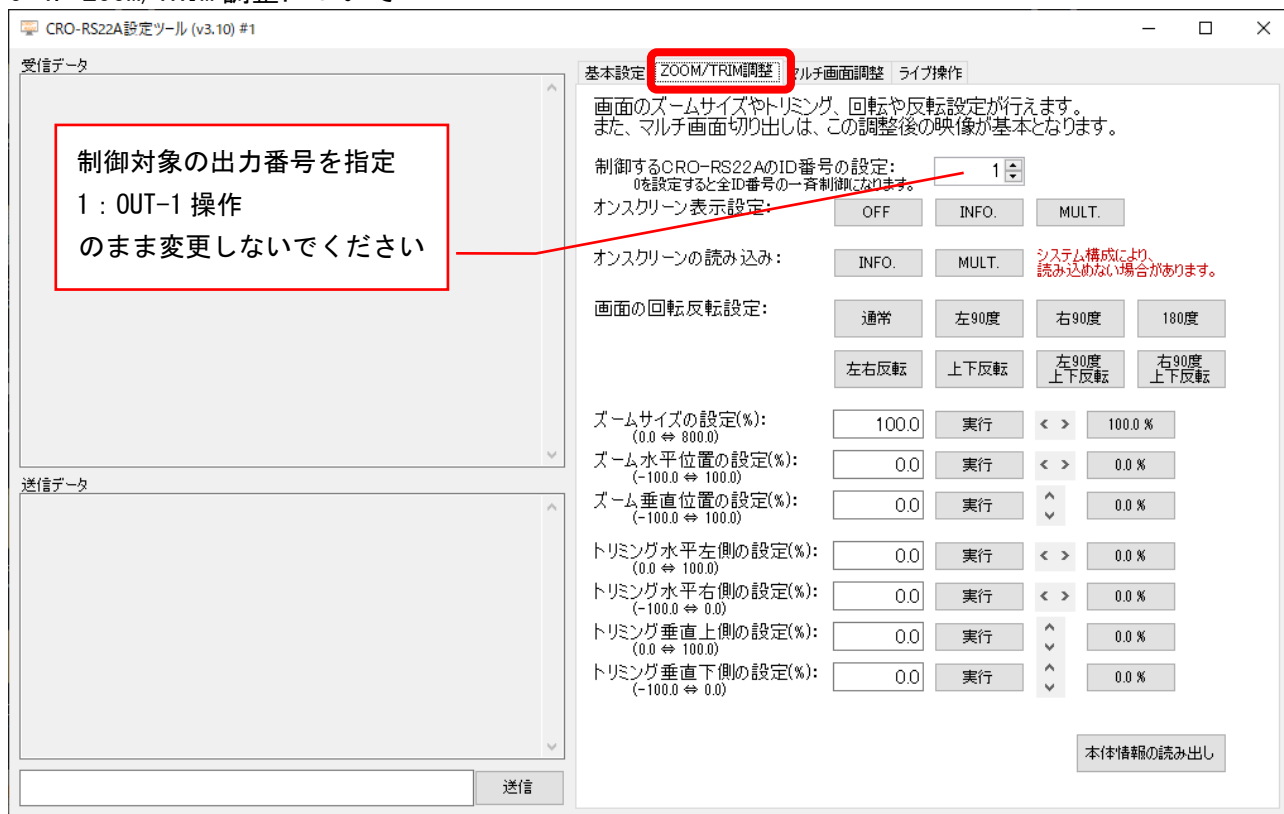 CRO-RS22A設定ツール (v3.10) #1
受信データ
制御対象の出力番号を指定
1：OUT-1 操作
のまま変更しないでください
送信データ
送信
基本設定 ZOOM/TRIM調整 マルチ画面調整 ライブ操作
画面のズームサイズやトリミング、回転や反転設定が行えます。
また、マルチ画面切り出しは、この調整後の映像が基本となります。
制御するCRO-RS22AのID番号の設定: 1
0を設定すると全ID番号の一斉制御になります。
オンスクリーン表示設定: OFF INFO. MULT.
オンスクリーンの読み込み: INFO. MULT. システム構成により、
読み込めない場合があります。
画面の回転反転設定: 通常 左90度 右90度 180度
左右反転 上下反転 左90度 上下反転 右90度 上下反転
ズームサイズの設定(%): 100.0 実行 < > 100.0 %
(0.0 ⇔ 800.0)
ズーム水平位置の設定(%): 0.0 実行 < > 0.0 %
(-100.0 ⇔ 100.0)
ズーム垂直位置の設定(%): 0.0 実行 0.0 %
(-100.0 ⇔ 100.0)
トリミング水平左側の設定(%): 0.0 実行 < > 0.0 %
(0.0 ⇔ 100.0)
トリミング水平右側の設定(%): 0.0 実行 < > 0.0 %
(-100.0 ⇔ 0.0)
トリミング垂直上側の設定(%): 0.0 実行 0.0 %
(0.0 ⇔ 100.0)
トリミング垂直下側の設定(%): 0.0 実行 0.0 %
(-100.0 ⇔ 0.0)
本体情報の読み出し